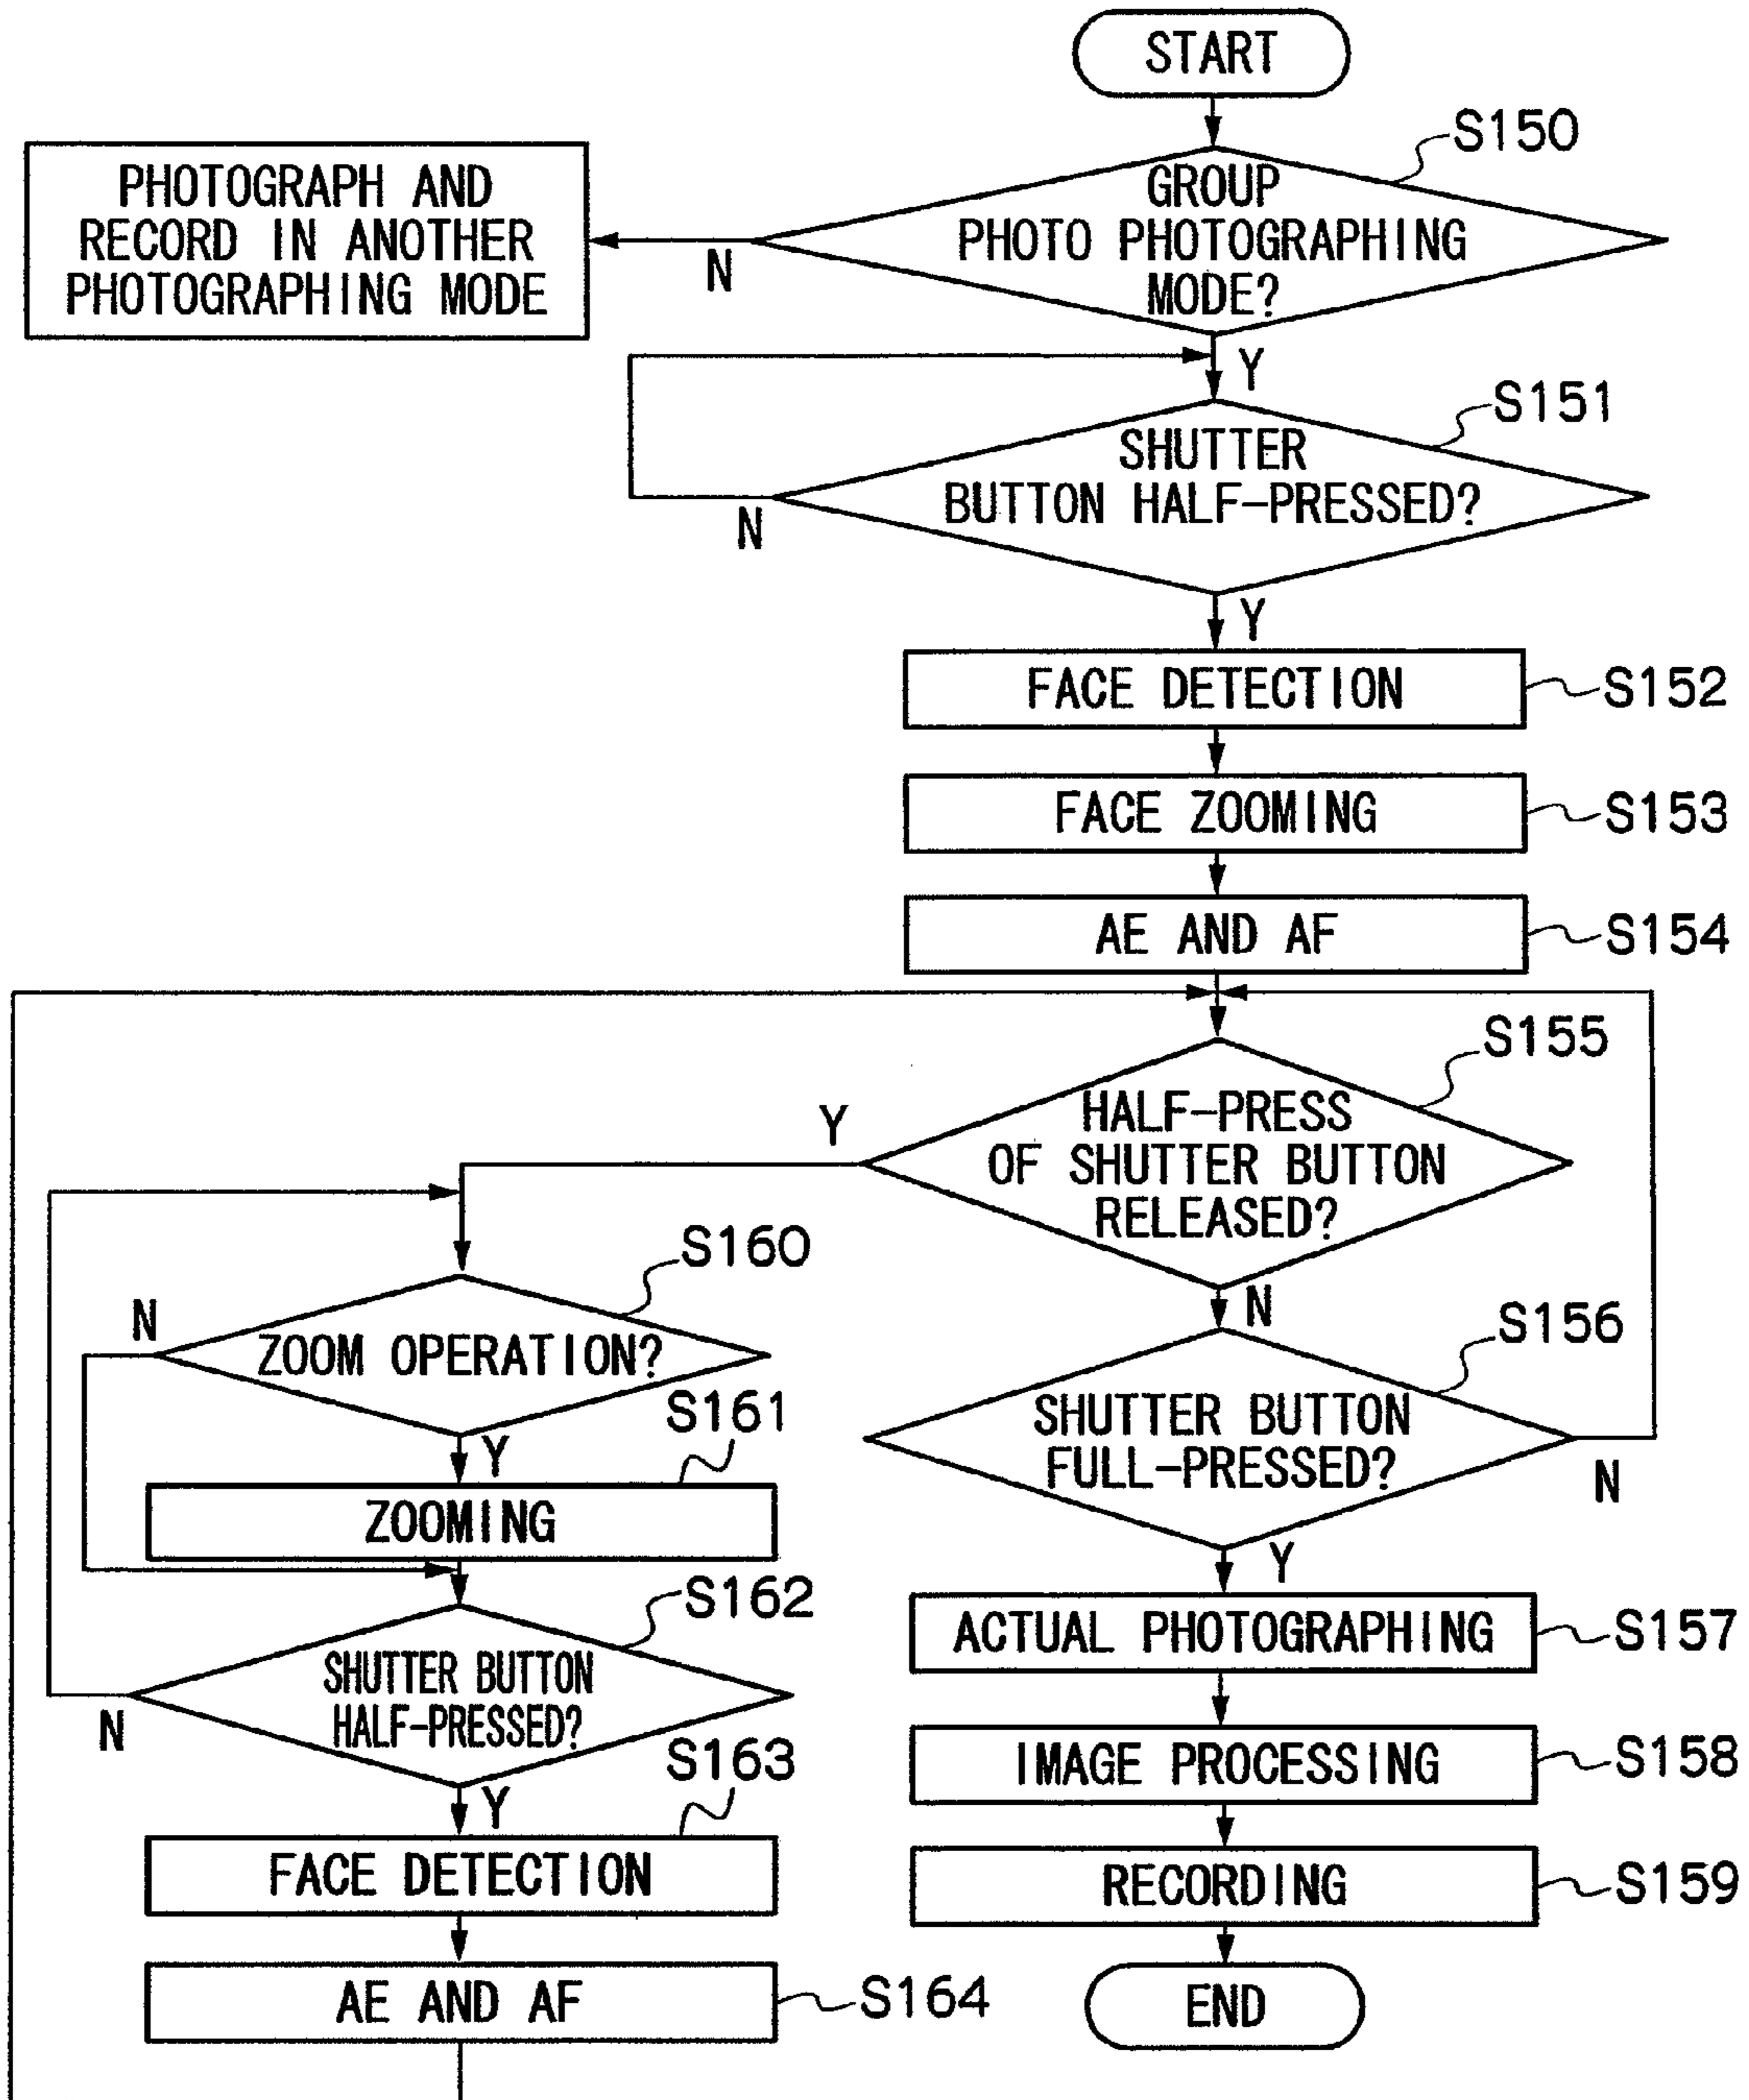 START
S150
GROUP
PHOTO PHOTOGRAPHING
MODE?
PHOTOGRAPH AND
RECORD IN ANOTHER
PHOTOGRAPHING MODE
N
Y
S151
SHUTTER
BUTTON HALF-PRESSED?
N
Y
FACE DETECTION
S152
FACE ZOOMING
S153
AE AND AF
S154
S155
HALF-PRESS
OF SHUTTER BUTTON
RELEASED?
Y
N
S156
SHUTTER BUTTON
FULL-PRESSED?
N
Y
ACTUAL PHOTOGRAPHING
S157
IMAGE PROCESSING
S158
RECORDING
S159
END
S160
ZOOM OPERATION?
N
Y
S161
ZOOMING
S162
SHUTTER BUTTON
HALF-PRESSED?
N
Y
S163
FACE DETECTION
AE AND AF
S164